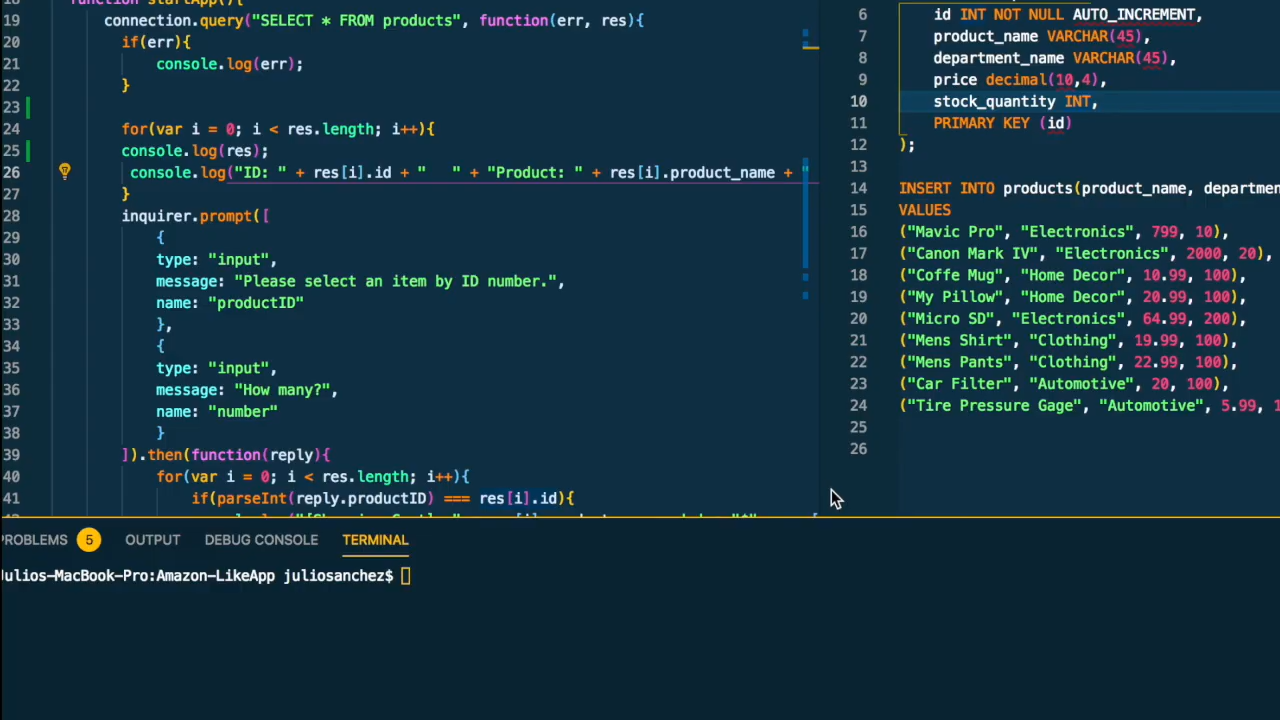 18 function startApp(){
19 connection.query("SELECT * FROM products", function(err, res){
20 if(err){
21 console.log(err);
22 }
23
24 for(var i = 0; i < res.length; i++){
25 console.log(res);
26 console.log("ID: " + res[i].id + "   " + "Product: " + res[i].product_name + "
27 }
28 inquirer.prompt([
29 {
30 type: "input",
31 message: "Please select an item by ID number.",
32 name: "productID"
33 },
34 {
35 type: "input",
36 message: "How many?",
37 name: "number"
38 }
39 ]).then(function(reply){
40 for(var i = 0; i < res.length; i++){
41 if(parseInt(reply.productID) === res[i].id){
6 id INT NOT NULL AUTO_INCREMENT,
7 product_name VARCHAR(45),
8 department_name VARCHAR(45),
9 price decimal(10,4),
10 stock_quantity INT,
11 PRIMARY KEY (id)
12 );
13
14 INSERT INTO products(product_name, departmen
15 VALUES
16 ("Mavic Pro", "Electronics", 799, 10),
17 ("Canon Mark IV", "Electronics", 2000, 20),
18 ("Coffe Mug", "Home Decor", 10.99, 100),
19 ("My Pillow", "Home Decor", 20.99, 100),
20 ("Micro SD", "Electronics", 64.99, 200),
21 ("Mens Shirt", "Clothing", 19.99, 100),
22 ("Mens Pants", "Clothing", 22.99, 100),
23 ("Car Filter", "Automotive", 20, 100),
24 ("Tire Pressure Gage", "Automotive", 5.99, 1
25
26
PROBLEMS 5 OUTPUT DEBUG CONSOLE TERMINAL
Julios-MacBook-Pro:Amazon-LikeApp juliosanchez$